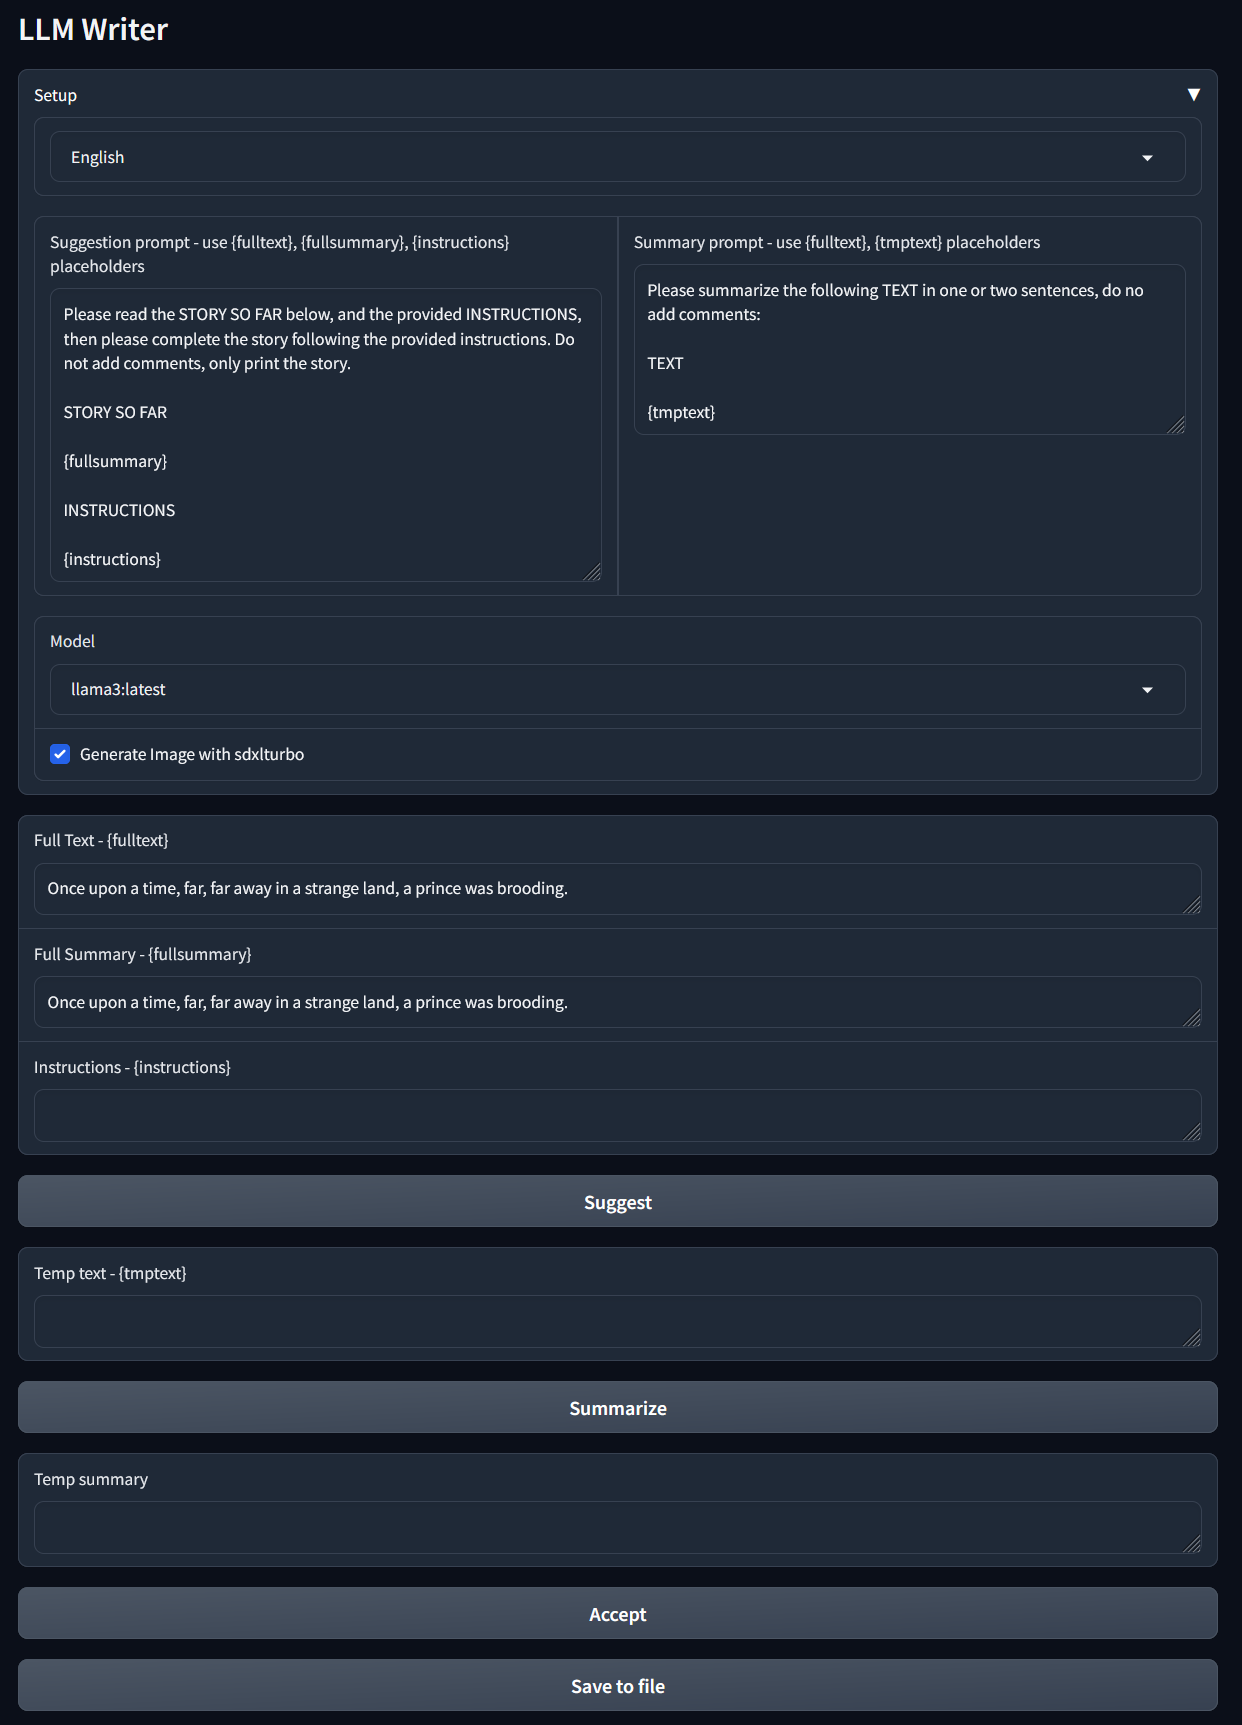 LLM Writer
Setup
▼
English
Suggestion prompt - use {fulltext}, {fullsummary}, {instructions}
placeholders
Please read the STORY SO FAR below, and the provided INSTRUCTIONS,
then please complete the story following the provided instructions. Do
not add comments, only print the story.
STORY SO FAR
{fullsummary}
INSTRUCTIONS
{instructions}
Summary prompt - use {fulltext}, {tmptext} placeholders
Please summarize the following TEXT in one or two sentences, do no
add comments:
TEXT
{tmptext}
Model
llama3:latest
Generate Image with sdxlturbo
Full Text - {fulltext}
Once upon a time, far, far away in a strange land, a prince was brooding.
Full Summary - {fullsummary}
Once upon a time, far, far away in a strange land, a prince was brooding.
Instructions - {instructions}
Suggest
Temp text - {tmptext}
Summarize
Temp summary
Accept
Save to file